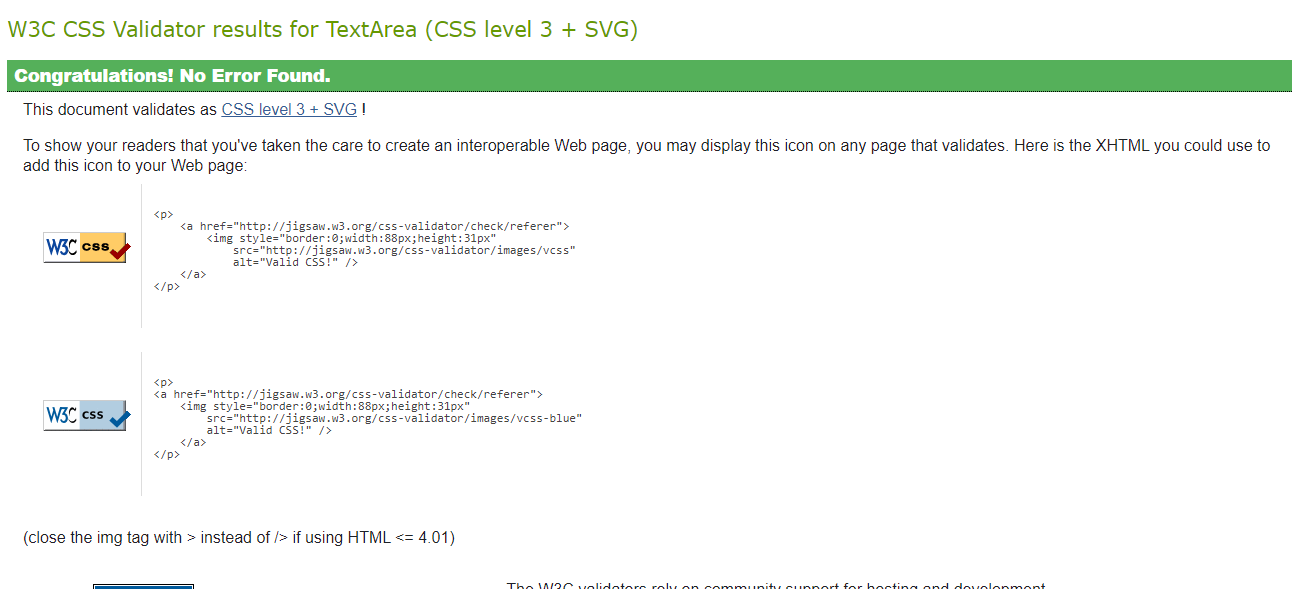 W3C CSS Validator results for TextArea (CSS level 3 + SVG)
Congratulations! No Error Found.
This document validates as CSS level 3 + SVG !
To show your readers that you've taken the care to create an interoperable Web page, you may display this icon on any page that validates. Here is the XHTML you could use to
add this icon to your Web page:
W3C css
<p>
<a href="http://jigsaw.w3.org/css-validator/check/referer">
<img style="border:0;width:88px;height:31px"
src="http://jigsaw.w3.org/css-validator/images/vcss"
alt="Valid CSS!" />
</a>
</p>
W3C css
<p>
<a href="http://jigsaw.w3.org/css-validator/check/referer">
<img style="border:0;width:88px;height:31px"
src="http://jigsaw.w3.org/css-validator/images/vcss-blue"
alt="Valid CSS!" />
</a>
</p>
(close the img tag with > instead of /> if using HTML <= 4.01)
The W3C validators rely on community support for hosting and development.